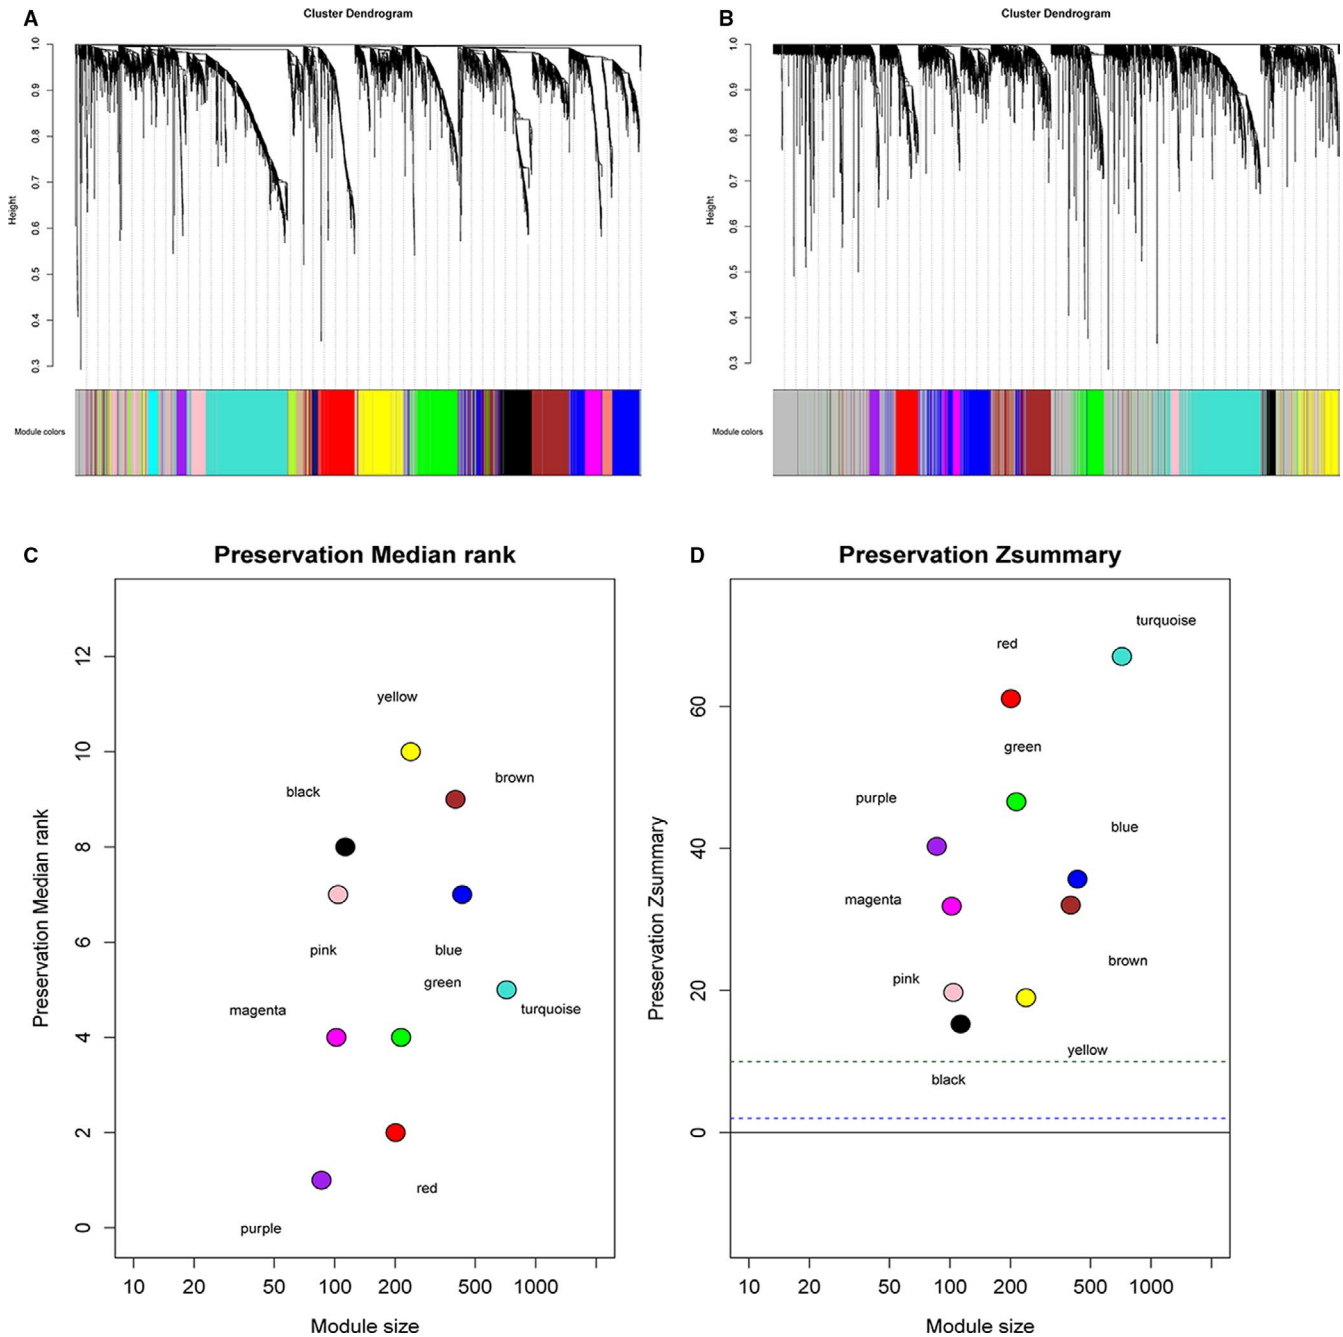 A
Cluster Dendrogram
Height
1.0
0.9
0.8
0.7
0.6
0.5
0.4
0.3
Module colors
B
Cluster Dendrogram
Height
1.0
0.9
0.8
0.7
0.6
0.5
0.4
0.3
Module colors
C
Preservation Median rank
Preservation Median rank
12
10
8
6
4
2
0
yellow
brown
black
pink
blue
green
magenta
turquoise
red
purple
10 20 50 100 200 500 1000
Module size
D
Preservation Zsummary
Preservation Zsummary
60
40
20
0
turquoise
red
green
purple
blue
magenta
brown
pink
yellow
black
10 20 50 100 200 500 1000
Module size